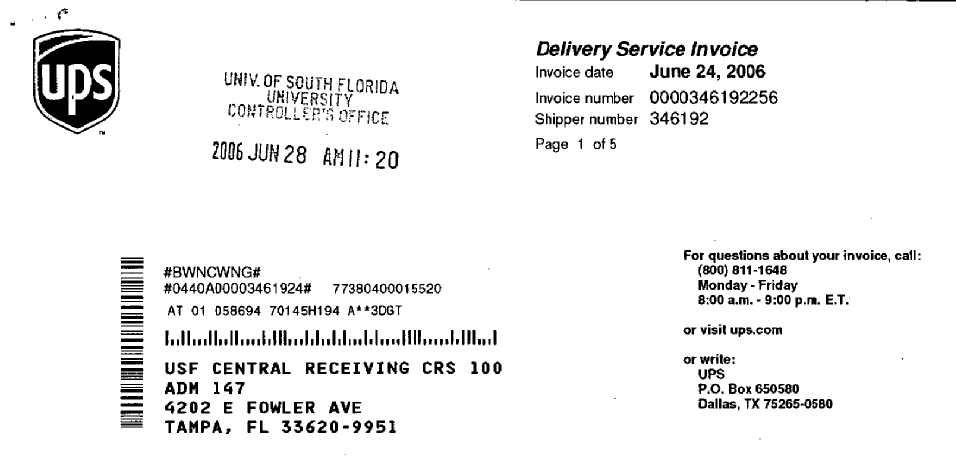 ups
UNIV. OF SOUTH FLORIDA
UNIVERSITY
CONTROLLER'S OFFICE
2006 JUN 28 AM 11:20
Delivery Service Invoice
Invoice date June 24, 2006
Invoice number 0000346192256
Shipper number 346192
Page 1 of 5
#BWNCWNG#
#0440A00003461924# 77380400015520
AT 01 058694 70145H194 A**3DGT
USF CENTRAL RECEIVING CRS 100
ADM 147
4202 E FOWLER AVE
TAMPA, FL 33620-9951
For questions about your invoice, call:
(800) 811-1648
Monday - Friday
8:00 a.m. - 9:00 p.m. E.T.
or visit ups.com
or write:
UPS
P.O. Box 650580
Dallas, TX 75265-0580